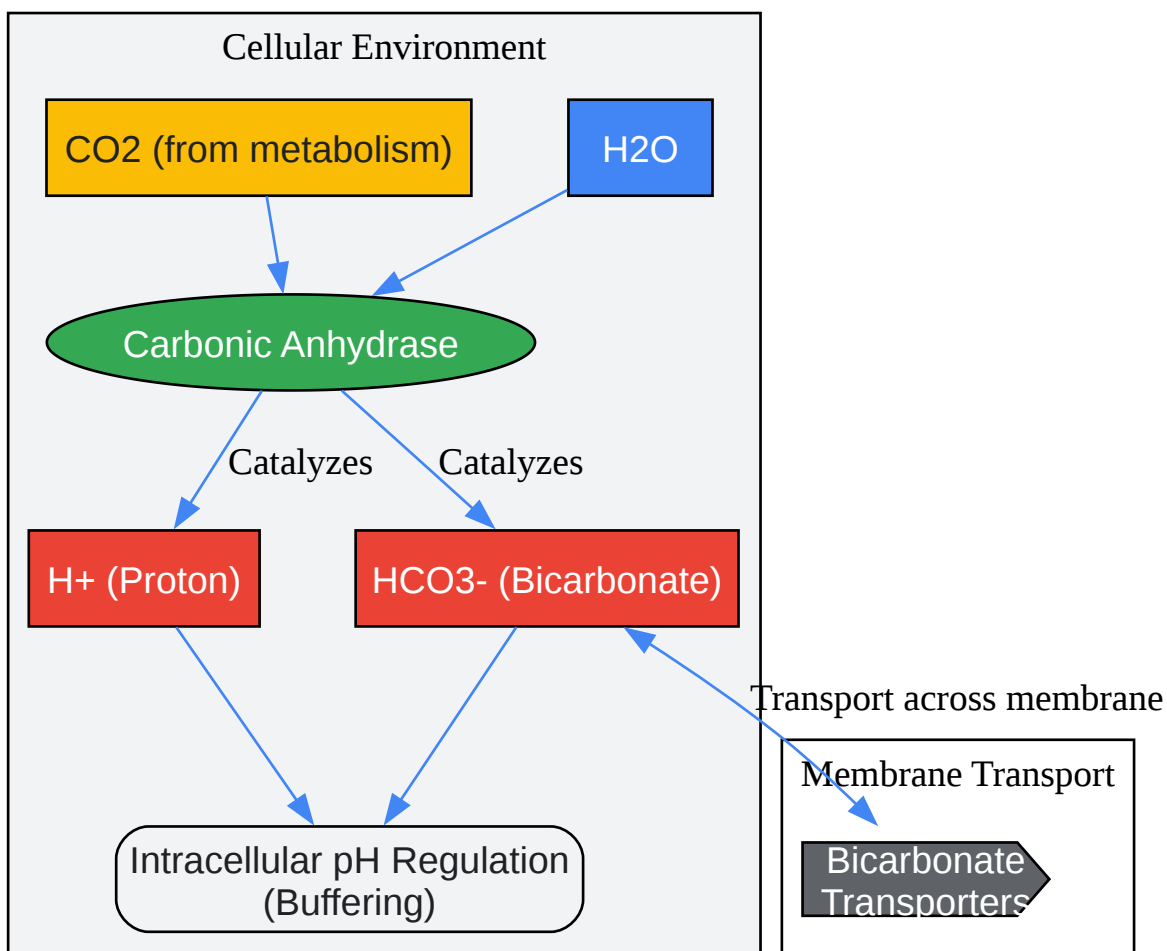 Cellular Environment
CO2 (from metabolism)
H2O
Carbonic Anhydrase
Catalyzes
Catalyzes
H+ (Proton)
HCO3- (Bicarbonate)
Transport across membrane
Membrane Transport
Intracellular pH Regulation
(Buffering)
Bicarbonate
Transporters